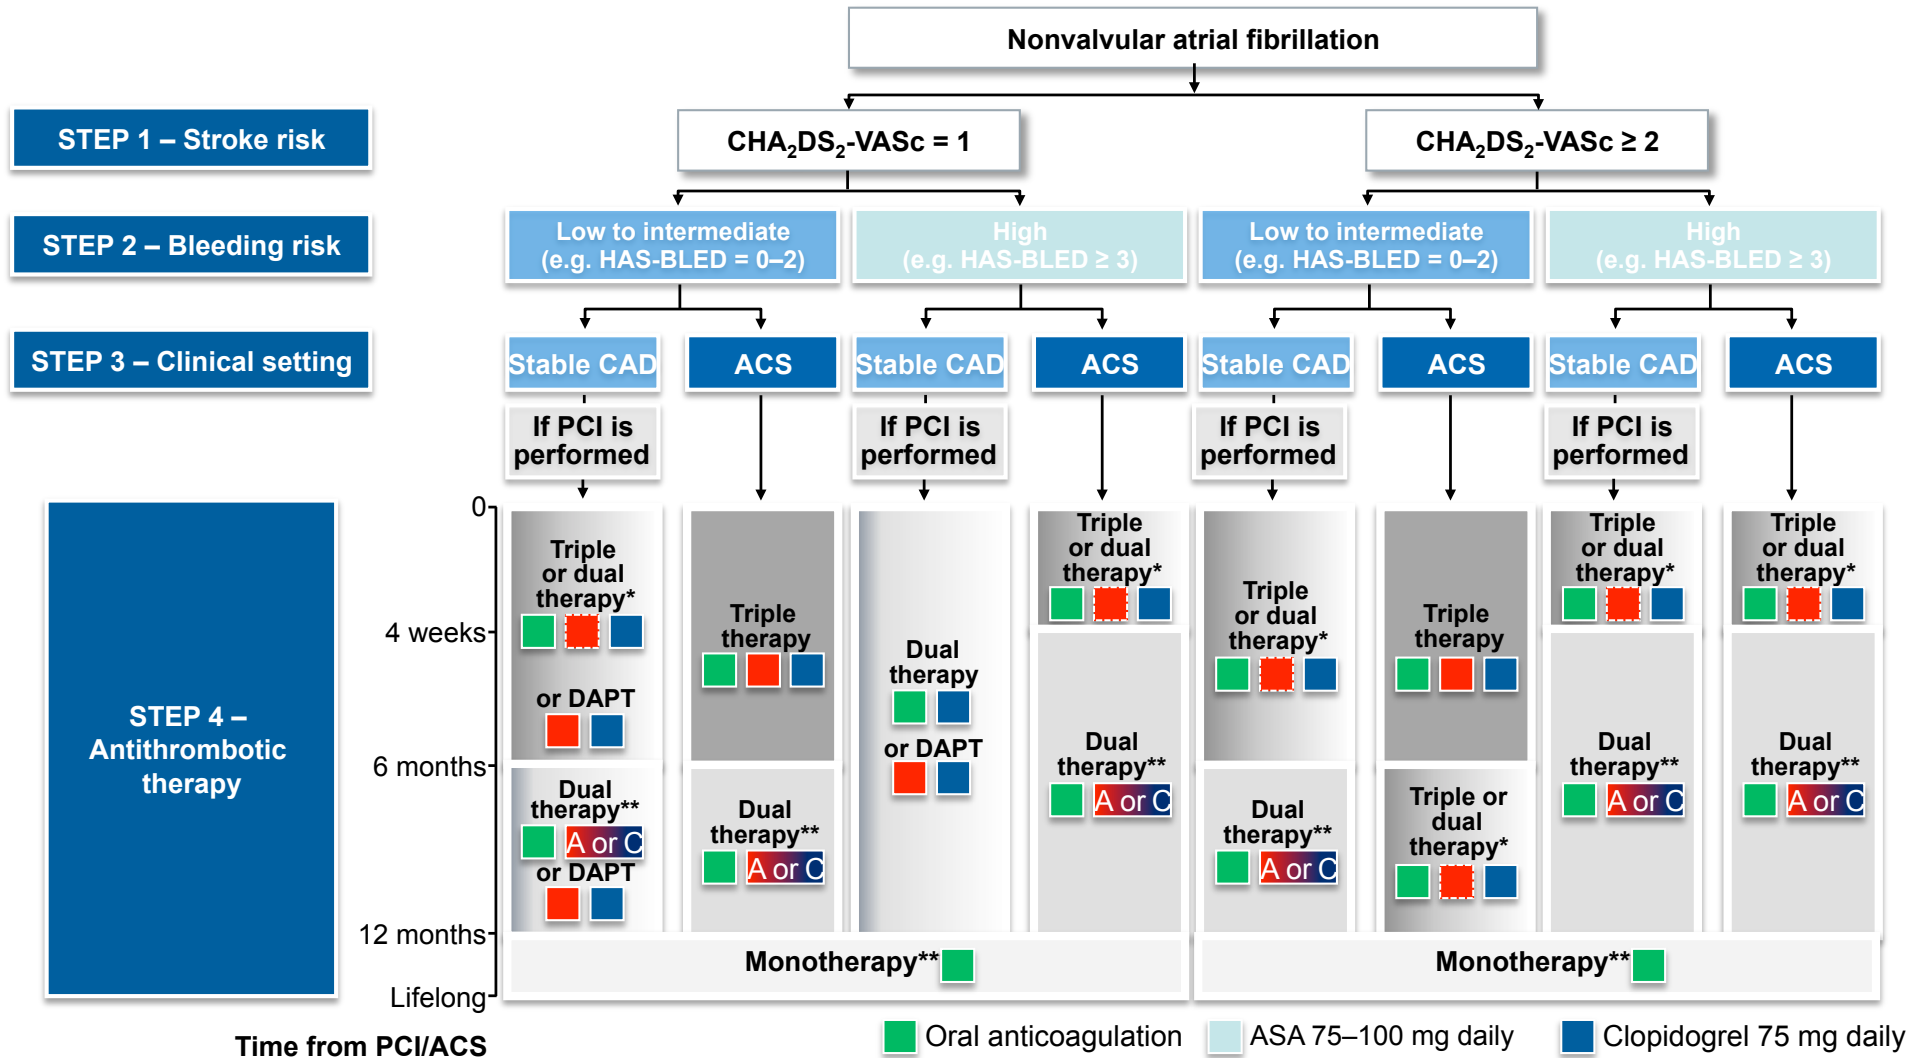 Nonvalvular atrial fibrillation
STEP 1 – Stroke risk
CHA₂DS₂-VASc = 1
CHA₂DS₂-VASc ≥ 2
STEP 2 – Bleeding risk
Low to intermediate
(e.g. HAS-BLED = 0–2)
High
(e.g. HAS-BLED ≥ 3)
Low to intermediate
(e.g. HAS-BLED = 0–2)
High
(e.g. HAS-BLED ≥ 3)
STEP 3 – Clinical setting
Stable CAD
ACS
Stable CAD
ACS
Stable CAD
ACS
Stable CAD
ACS
If PCI is
performed
If PCI is
performed
If PCI is
performed
If PCI is
performed
STEP 4 –
Antithrombotic
therapy
0
4 weeks
6 months
12 months
Lifelong
Time from PCI/ACS
Triple
or dual
therapy*
or DAPT
Dual
therapy**
A or C
or DAPT
Triple
therapy
Dual
therapy**
A or C
Dual
therapy
or DAPT
Triple
or dual
therapy*
Dual
therapy**
A or C
Triple
or dual
therapy*
Dual
therapy**
A or C
Triple
therapy
Triple or
dual
therapy*
Triple
or dual
therapy*
Dual
therapy**
A or C
Triple
or dual
therapy*
Dual
therapy**
A or C
Monotherapy**
Monotherapy**
Oral anticoagulation
ASA 75–100 mg daily
Clopidogrel 75 mg daily